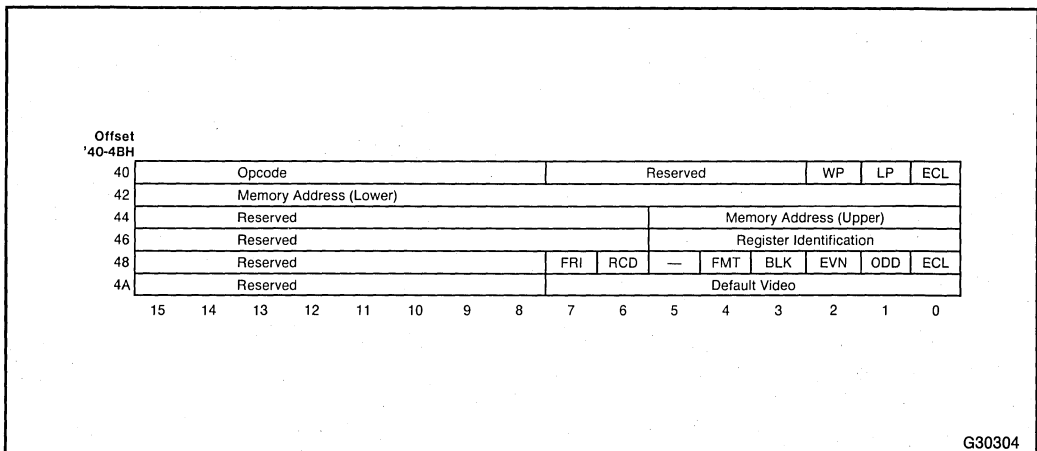 Offset
'40-4BH
40 Opcode Reserved WP LP ECL
42 Memory Address (Lower)
44 Reserved Memory Address (Upper)
46 Reserved Register Identification
48 Reserved FRI RCD — FMT BLK EVN ODD ECL
4A Reserved Default Video
15 14 13 12 11 10 9 8 7 6 5 4 3 2 1 0
G30304